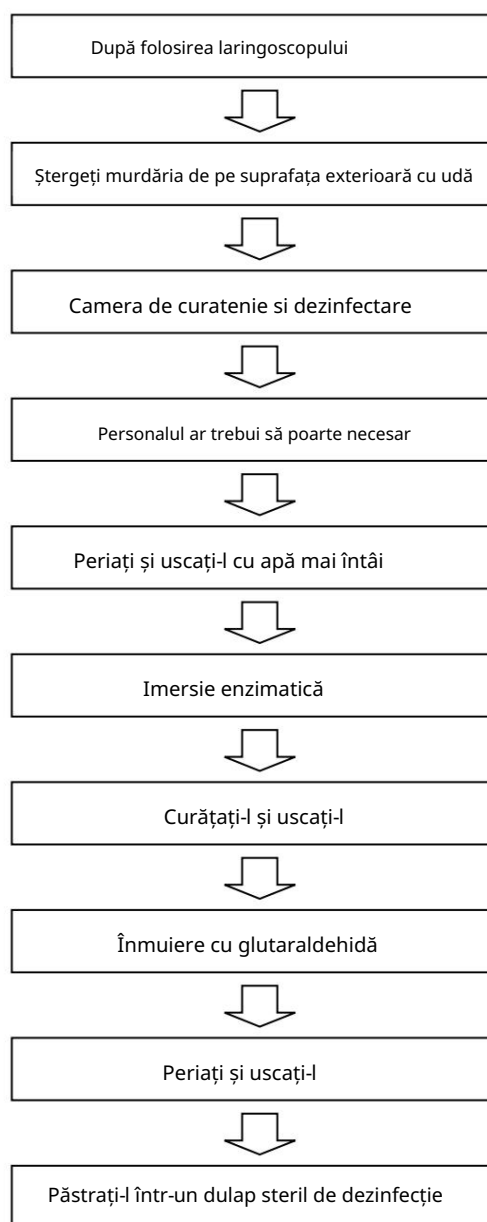 După folosirea laringoscopului
Ștergeți murdăria de pe suprafața exterioară cu udă
Camera de curatenie si dezinfectare
Personalul ar trebui să poarte necesar
Periați și uscați-l cu apă mai întâi
Imersie enzimatică
Curățați-l și uscați-l
Înmuiere cu glutaraldehidă
Periați și uscați-l
Păstrați-l într-un dulap steril de dezinfecție